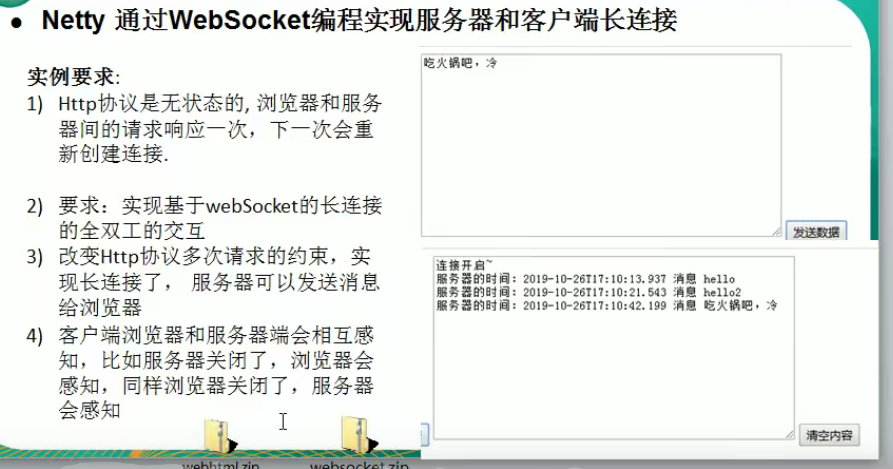 ● Netty 通过WebSocket编程实现服务器和客户端长连接
实例要求:
1) Http协议是无状态的, 浏览器和服务
器间的请求响应一次，下一次会重
新创建连接.
2) 要求：实现基于webSocket的长连接
的全双工的交互
3) 改变Http协议多次请求的约束，实
现长连接了， 服务器可以发送消息
给浏览器
4) 客户端浏览器和服务器端会相互感
知，比如服务器关闭了，浏览器会
感知，同样浏览器关闭了，服务器
会感知
吃火锅吧，冷
发送数据
连接开启~
服务器的时间：2019-10-26T17:10:13.937 消息 hello
服务器的时间：2019-10-26T17:10:21.543 消息 hello2
服务器的时间：2019-10-26T17:10:42.199 消息 吃火锅吧，冷
清空内容
webhtml.zip
websocket.zip